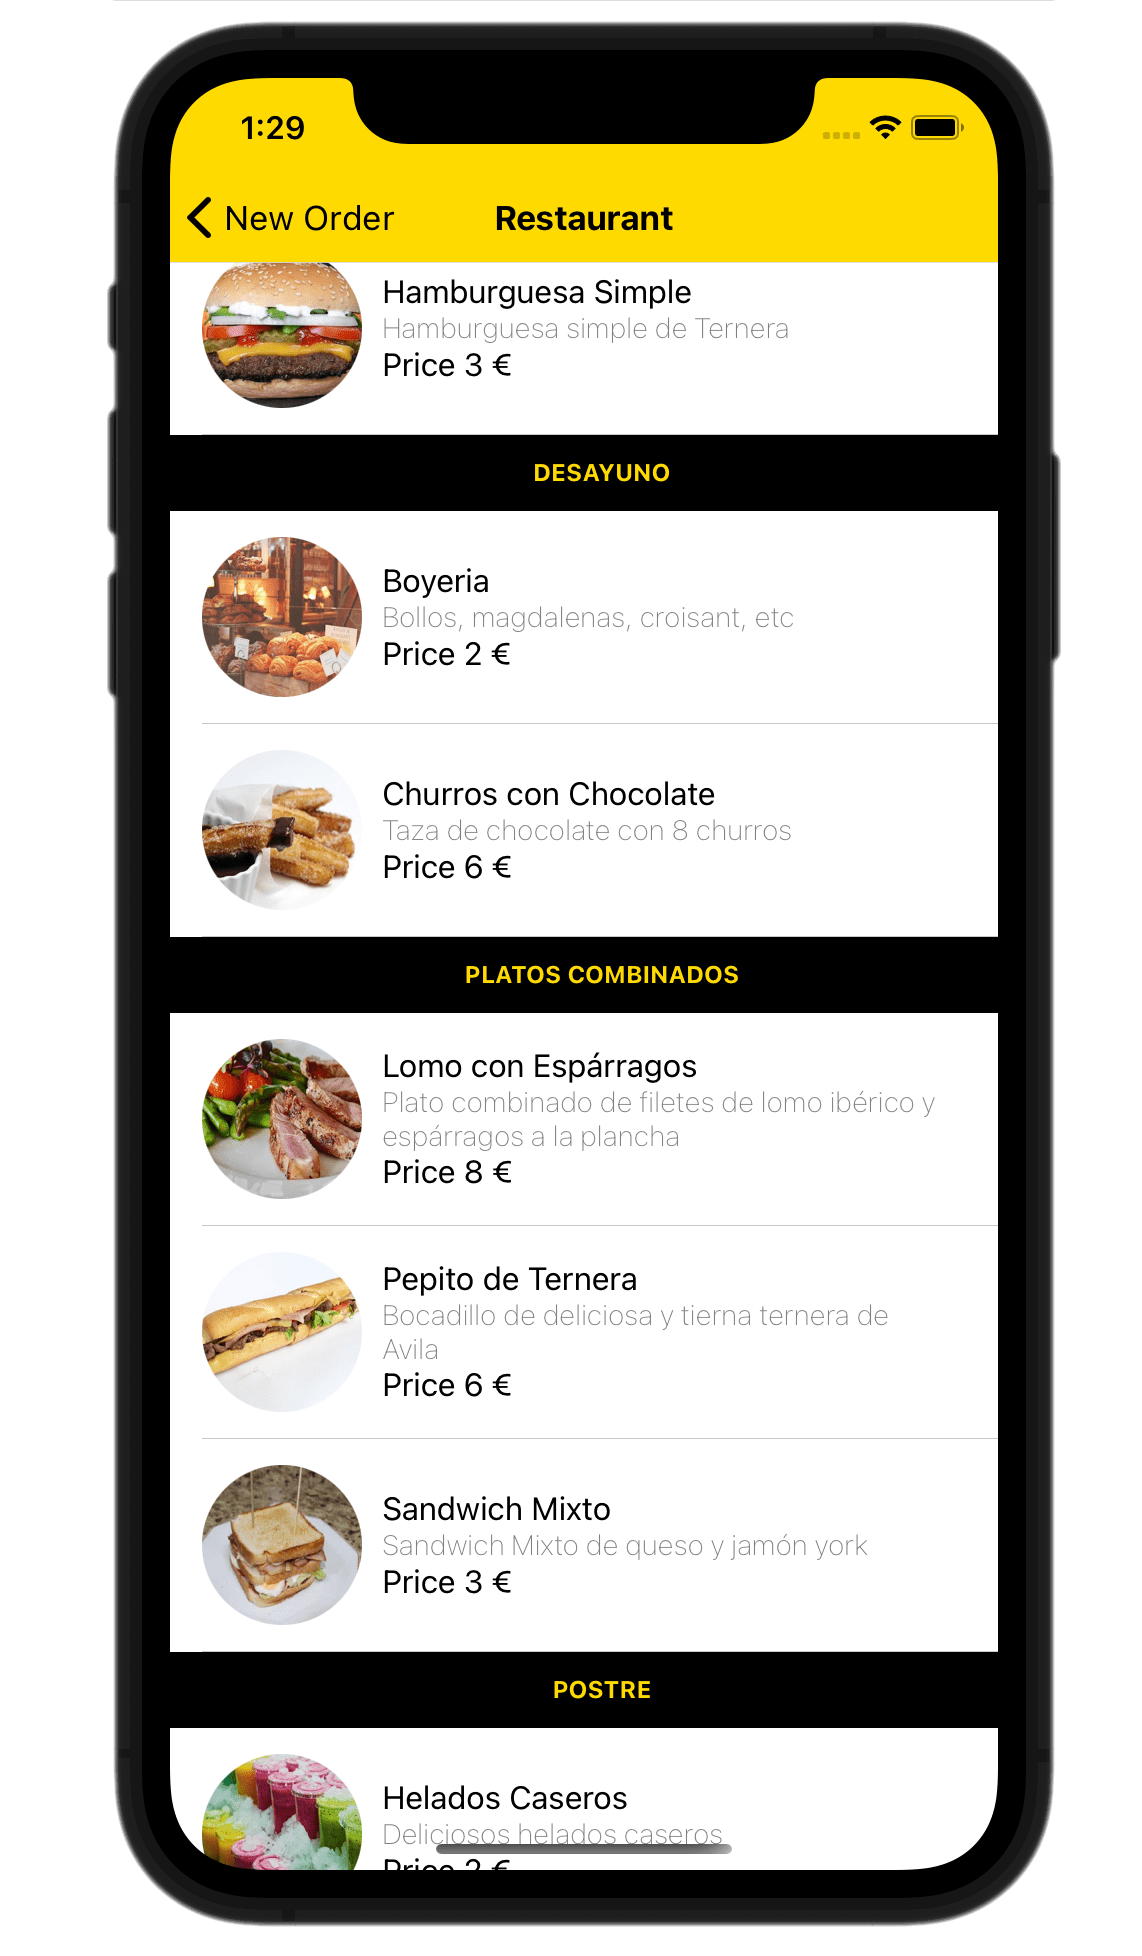 1:29
New Order
Restaurant
Hamburguesa Simple
Hamburguesa simple de Ternera
Price 3 €
DESAYUNO
Boyeria
Bollos, magdalenas, croisant, etc
Price 2 €
Churros con Chocolate
Taza de chocolate con 8 churros
Price 6 €
PLATOS COMBINADOS
Lomo con Espárragos
Plato combinado de filetes de lomo ibérico y
espárragos a la plancha
Price 8 €
Pepito de Ternera
Bocadillo de deliciosa y tierna ternera de
Avila
Price 6 €
Sandwich Mixto
Sandwich Mixto de queso y jamón york
Price 3 €
POSTRE
Helados Caseros
Deliciosos helados caseros
Price 2 €